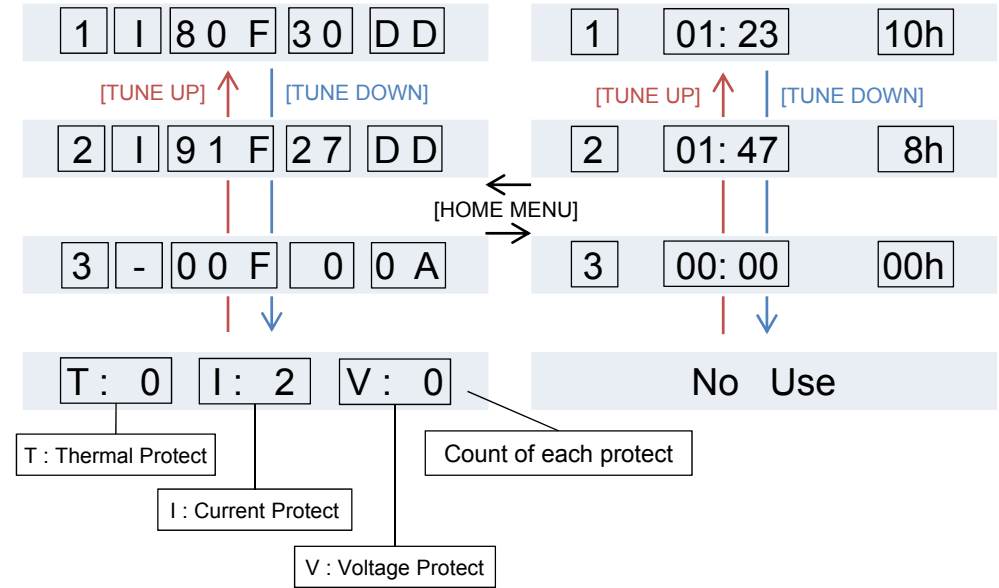 1 I 80 F 30 DD 1 01:23 10h
[TUNE UP] [TUNE DOWN] [TUNE UP] [TUNE DOWN]
2 I 91 F 27 DD 2 01:47 8h
[HOME MENU]
3 - 00 F 0 0 A 3 00:00 00h
T : 0 I : 2 V : 0 No Use
T : Thermal Protect Count of each protect
I : Current Protect
V : Voltage Protect